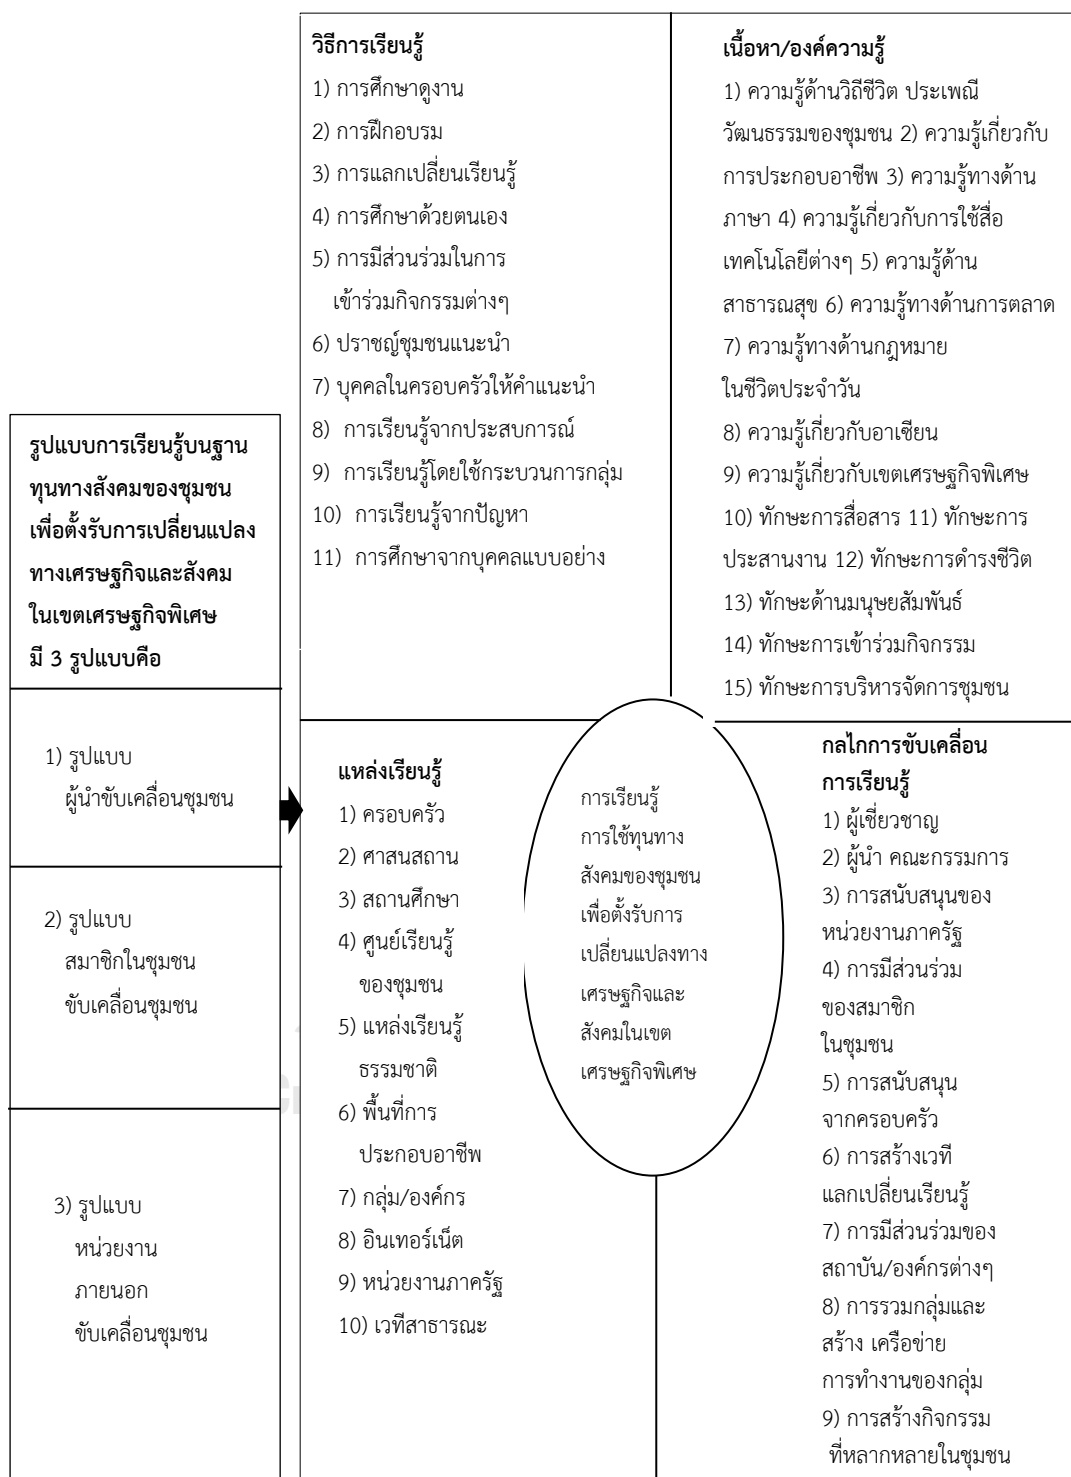 วิธีการเรียนรู้
1) การศึกษาดูงาน
2) การฝึกอบรม
3) การแลกเปลี่ยนเรียนรู้
4) การศึกษาด้วยตนเอง
5) การมีส่วนร่วมในการ
เข้าร่วมกิจกรรมต่างๆ
6) ปราชญ์ชุมชนแนะนำ
7) บุคคลในครอบครัวให้คำแนะนำ
8) การเรียนรู้จากประสบการณ์
9) การเรียนรู้โดยใช้กระบวนการกลุ่ม
10) การเรียนรู้จากปัญหา
11) การศึกษาจากบุคคลแบบอย่าง
เนื้อหา/องค์ความรู้
1) ความรู้ด้านวิถีชีวิต ประเพณี
วัฒนธรรมของชุมชน 2) ความรู้เกี่ยวกับ
การประกอบอาชีพ 3) ความรู้ทางด้าน
ภาษา 4) ความรู้เกี่ยวกับการใช้สื่อ
เทคโนโลยีต่างๆ 5) ความรู้ด้าน
สาธารณสุข 6) ความรู้ทางด้านการตลาด
7) ความรู้ทางด้านกฎหมาย
ในชีวิตประจำวัน
8) ความรู้เกี่ยวกับอาเซียน
9) ความรู้เกี่ยวกับเขตเศรษฐกิจพิเศษ
10) ทักษะการสื่อสาร 11) ทักษะการ
ประสานงาน 12) ทักษะการดำรงชีวิต
13) ทักษะด้านมนุษยสัมพันธ์
14) ทักษะการเข้าร่วมกิจกรรม
15) ทักษะการบริหารจัดการชุมชน
รูปแบบการเรียนรู้บนฐาน
ทุนทางสังคมของชุมชน
เพื่อตั้งรับการเปลี่ยนแปลง
ทางเศรษฐกิจและสังคม
ในเขตเศรษฐกิจพิเศษ
มี 3 รูปแบบคือ
1) รูปแบบ
ผู้นำขับเคลื่อนชุมชน
2) รูปแบบ
สมาชิกในชุมชน
ขับเคลื่อนชุมชน
3) รูปแบบ
หน่วยงาน
ภายนอก
ขับเคลื่อนชุมชน
แหล่งเรียนรู้
1) ครอบครัว
2) ศาสนสถาน
3) สถานศึกษา
4) ศูนย์เรียนรู้
ของชุมชน
5) แหล่งเรียนรู้
ธรรมชาติ
6) พื้นที่การ
ประกอบอาชีพ
7) กลุ่ม/องค์กร
8) อินเทอร์เน็ต
9) หน่วยงานภาครัฐ
10) เวทีสาธารณะ
การเรียนรู้
การใช้ทุนทาง
สังคมของชุมชน
เพื่อตั้งรับการ
เปลี่ยนแปลงทาง
เศรษฐกิจและ
สังคมในเขต
เศรษฐกิจพิเศษ
กลไกการขับเคลื่อน
การเรียนรู้
1) ผู้เชี่ยวชาญ
2) ผู้นำ คณะกรรมการ
3) การสนับสนุนของ
หน่วยงานภาครัฐ
4) การมีส่วนร่วม
ของสมาชิก
ในชุมชน
5) การสนับสนุน
จากครอบครัว
6) การสร้างเวที
แลกเปลี่ยนเรียนรู้
7) การมีส่วนร่วมของ
สถาบัน/องค์กรต่างๆ
8) การรวมกลุ่มและ
สร้าง เครือข่าย
การทำงานของกลุ่ม
9) การสร้างกิจกรรม
ที่หลากหลายในชุมชน